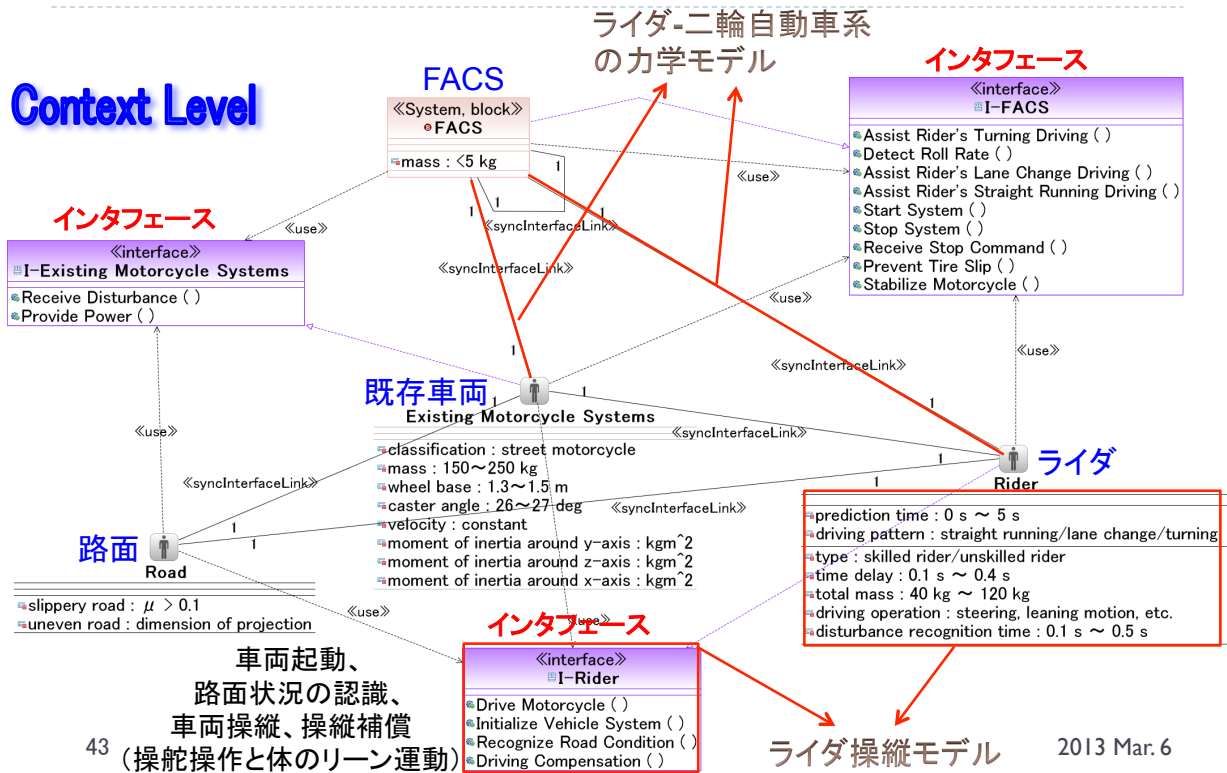 ライダ-二輪自動車系
の力学モデル
Context Level
FACS
«System, block»
FACS
mass : <5 kg
インタフェース
«interface»
I-FACS
Assist Rider's Turning Driving ( )
Detect Roll Rate ( )
Assist Rider's Lane Change Driving ( )
Assist Rider's Straight Running Driving ( )
Start System ( )
Stop System ( )
Receive Stop Command ( )
Prevent Tire Slip ( )
Stabilize Motorcycle ( )
1
1
1
1
«use»
«syncInterfaceLink»
«use»
インタフェース
«interface»
I-Existing Motorcycle Systems
Receive Disturbance ( )
Provide Power ( )
«syncInterfaceLink»
«use»
1
«syncInterfaceLink»
«use»
既存車両
1
1
1
Existing Motorcycle Systems
classification : street motorcycle
mass : 150～250 kg
wheel base : 1.3～1.5 m
caster angle : 26～27 deg
velocity : constant
moment of inertia around y-axis : kgm^2
moment of inertia around z-axis : kgm^2
moment of inertia around x-axis : kgm^2
«use»
«syncInterfaceLink»
«syncInterfaceLink»
«syncInterfaceLink»
1
1
ライダ
Rider
prediction time : 0 s ～ 5 s
driving pattern : straight running/lane change/turning
type : skilled rider/unskilled rider
time delay : 0.1 s ～ 0.4 s
total mass : 40 kg ～ 120 kg
driving operation : steering, leaning motion, etc.
disturbance recognition time : 0.1 s ～ 0.5 s
路面
1
1
Road
slippery road : μ > 0.1
uneven road : dimension of projection
«use»
«use»
インタフェース
«interface»
I-Rider
Drive Motorcycle ( )
Initialize Vehicle System ( )
Recognize Road Condition ( )
Driving Compensation ( )
車両起動、
路面状況の認識、
車両操縦、操縦補償
（操舵操作と体のリーン運動）
43
ライダ操縦モデル
2013 Mar. 6